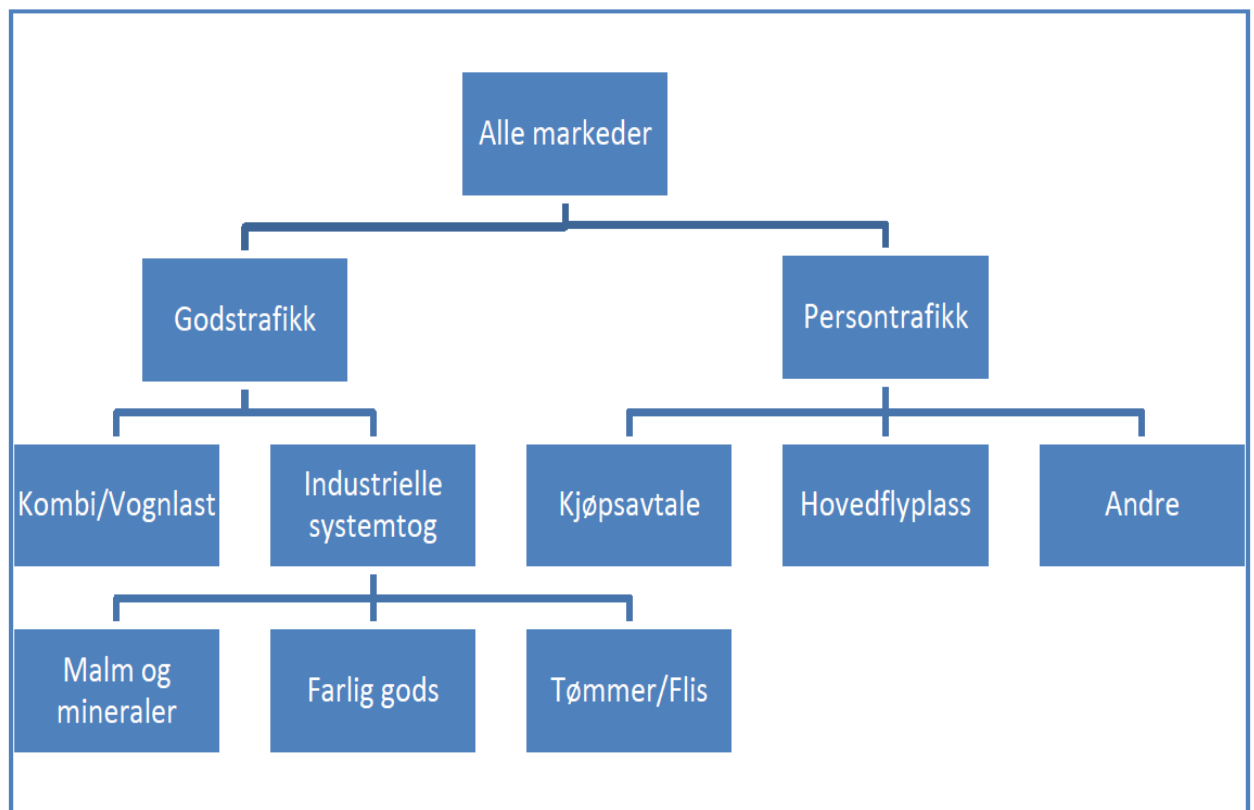 Alle markeder
Godstrafikk
Persontrafikk
Kombi/Vognlast
Industrielle
systemtog
Kjøpsavtale
Hovedflyplass
Andre
Malm og
mineraler
Farlig gods
Tømmer/Flis